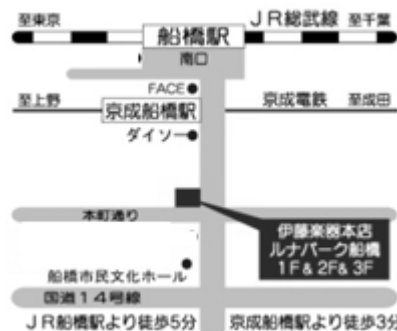 至東京
船橋駅
JR総武線
至千葉
南口
FACE
至上野
京成船橋駅
京成電鉄
至成田
ダイソー
本町通り
伊藤楽器本店
ルナパーク船橋
1F&2F&3F
船橋市民文化ホール
国道14号線
JR船橋駅より徒歩5分
京成船橋駅より徒歩3分